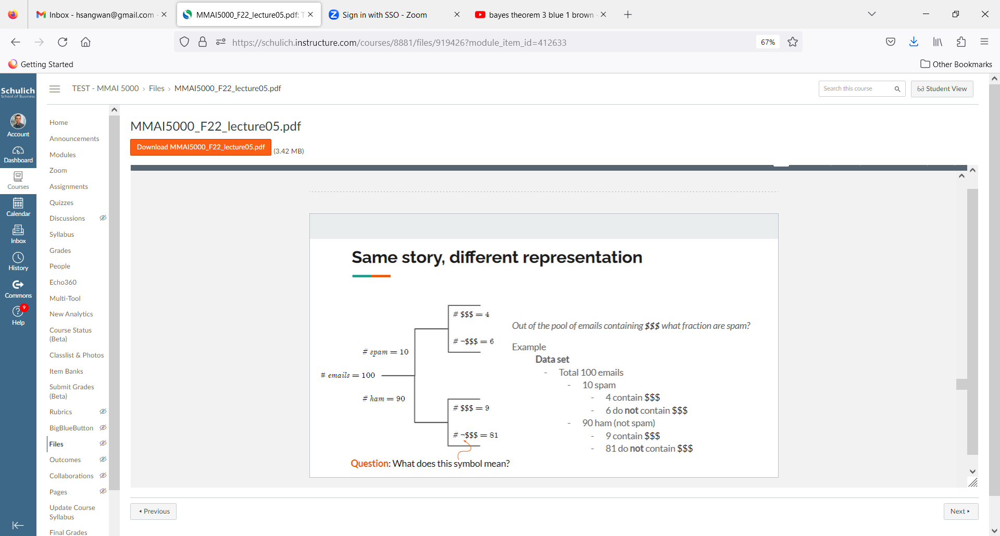 Inbox - hsangwan@gmail.com -
MMAI5000_F22_lecture05.pdf: T
Sign in with SSO - Zoom
bayes theorem 3 blue 1 brown -
https://schulich.instructure.com/courses/8881/files/919426?module_item_id=412633
67%
Getting Started
Other Bookmarks
Schulich
School of Business
Account
Dashboard
Courses
Calendar
Inbox
History
Commons
9
Help
TEST - MMAI 5000 › Files › MMAI5000_F22_lecture05.pdf
Search this course
Student View
Home
Announcements
Modules
Zoom
Assignments
Quizzes
Discussions
Syllabus
Grades
People
Echo360
Multi-Tool
New Analytics
Course Status
(Beta)
Classlist & Photos
Item Banks
Submit Grades
(Beta)
Rubrics
BigBlueButton
Files
Outcomes
Collaborations
Pages
Update Course
Syllabus
Final Grades
MMAI5000_F22_lecture05.pdf
Download MMAI5000_F22_lecture05.pdf (3.42 MB)
Same story, different representation
# $$$ = 4
# ¬$$$ = 6
# spam = 10
# emails = 100
# ham = 90
# $$$ = 9
# ¬$$$ = 81
Question: What does this symbol mean?
Out of the pool of emails containing $$$ what fraction are spam?
Example
Data set
- Total 100 emails
- 10 spam
- 4 contain $$$
- 6 do not contain $$$
- 90 ham (not spam)
- 9 contain $$$
- 81 do not contain $$$
Previous
Next